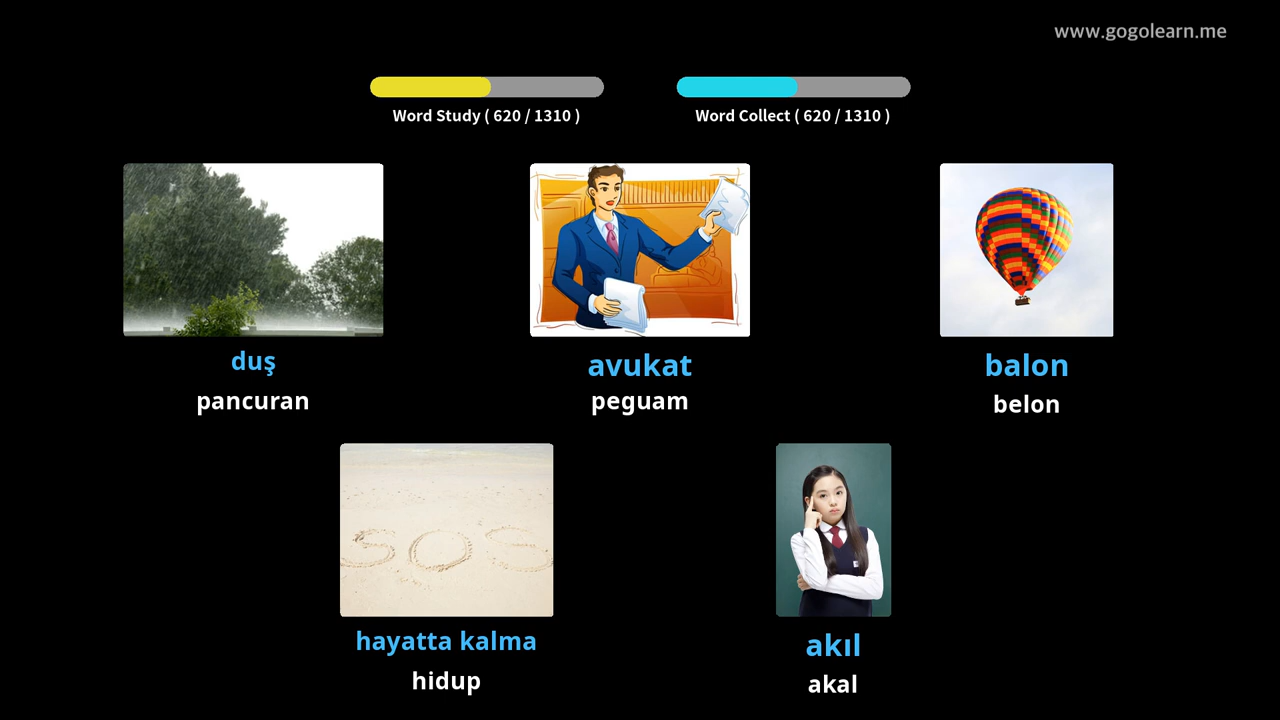 www.gogolearn.me
Word Study ( 620 / 1310 )
Word Collect ( 620 / 1310 )
duş
pancuran
avukat
peguam
balon
belon
SOS
hayatta kalma
hidup
akıl
akal